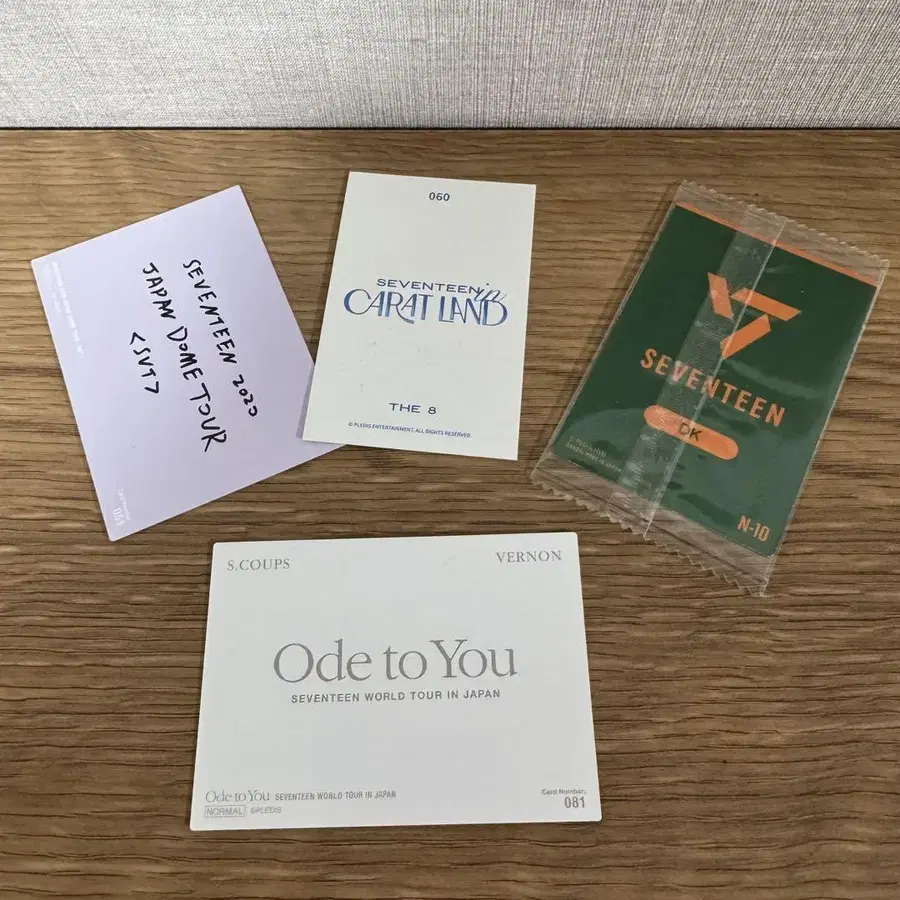 SEVENTEEN 2020
JAPAN DOME TOUR
<SVT>
060
SEVENTEEN in
CARAT LAND
THE 8
© PLEDIS ENTERTAINMENT. ALL RIGHTS RESERVED.
SEVENTEEN
DK
N-10
S.COUPS
VERNON
Ode to You
SEVENTEEN WORLD TOUR IN JAPAN
Ode to You SEVENTEEN WORLD TOUR IN JAPAN
NORMAL ©PLEDIS
Card Number:
081